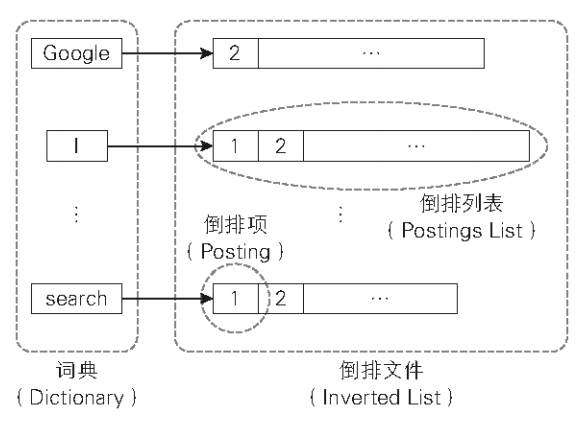 Google
2
…
I
1
2
…
⋮
倒排项
( Posting )
⋮
倒排列表
( Postings List )
search
1
2
…
词典
( Dictionary )
倒排文件
( Inverted List )